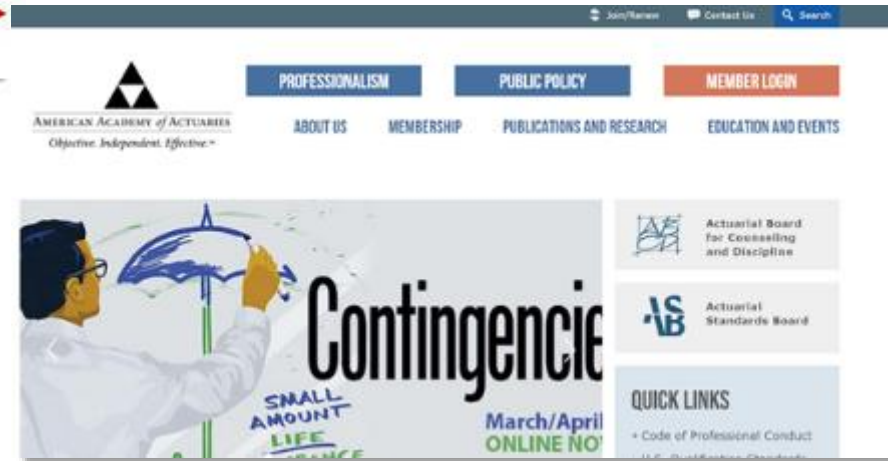 Join/Renew Contact Us Search
PROFESSIONALISM PUBLIC POLICY MEMBER LOGIN
AMERICAN ACADEMY of ACTUARIES
Objective. Independent. Effective.™
ABOUT US MEMBERSHIP PUBLICATIONS AND RESEARCH EDUCATION AND EVENTS
Actuarial Board
for Counseling
and Discipline
ASB
Actuarial
Standards Board
Contingencie
SMALL
AMOUNT
LIFE
March/April
ONLINE NO
QUICK LINKS
• Code of Professional Conduct